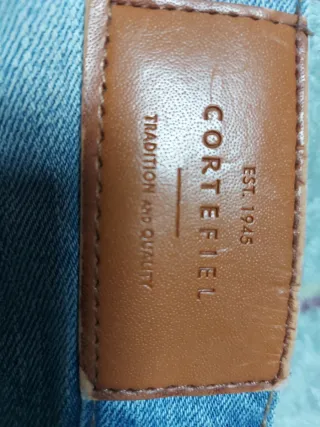 EST. 1945
CORTEFIEL
TRADITION AND QUALITY